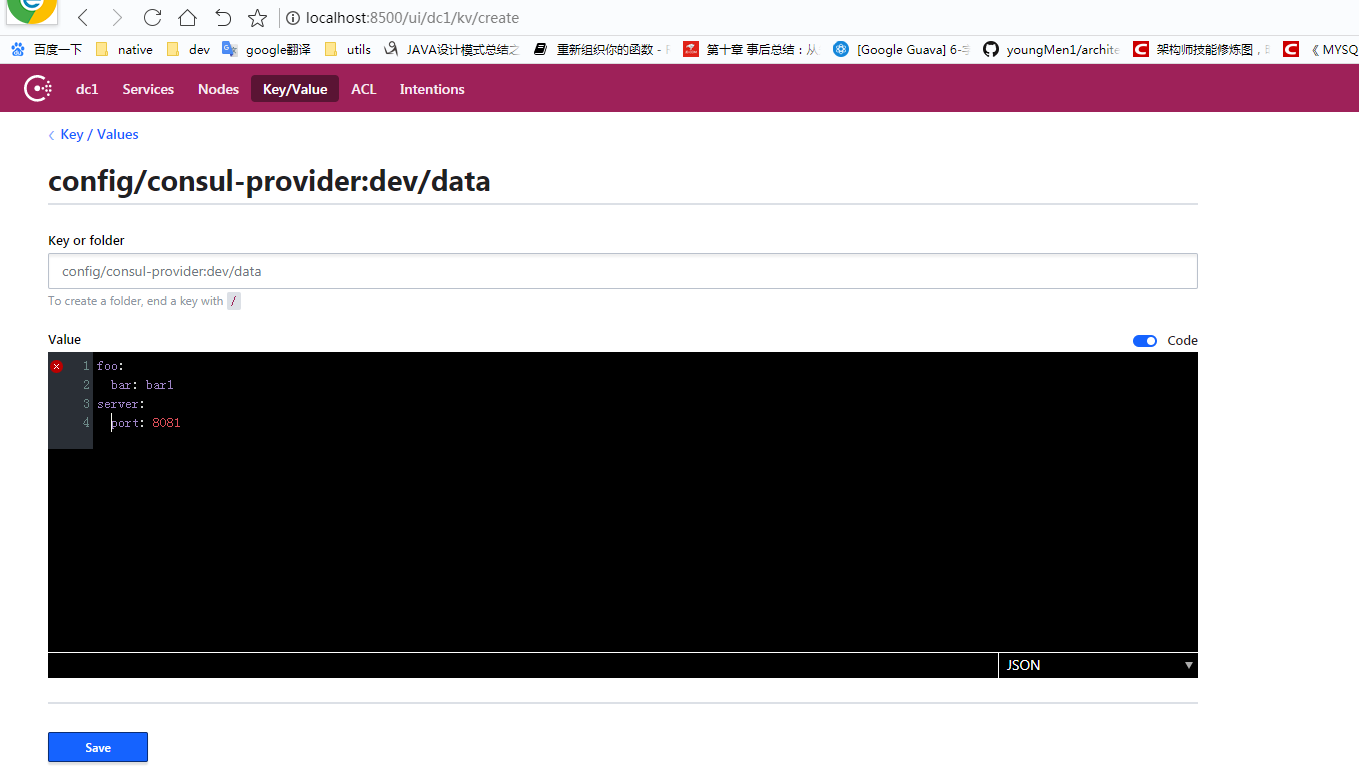 localhost:8500/ui/dc1/kv/create
百度一下 native dev google翻译 utils JAVA设计模式总结之 重新组织你的函数 - 第十章 事后总结：从 [Google Guava] 6- youngMen1/archite 架构师技能修炼图， 《MYSQ
dc1 Services Nodes Key/Value ACL Intentions
Key / Values
config/consul-provider:dev/data
Key or folder
config/consul-provider:dev/data
To create a folder, end a key with /
Value Code
1 foo:
2 bar: bar1
3 server:
4 port: 8081
JSON
Save